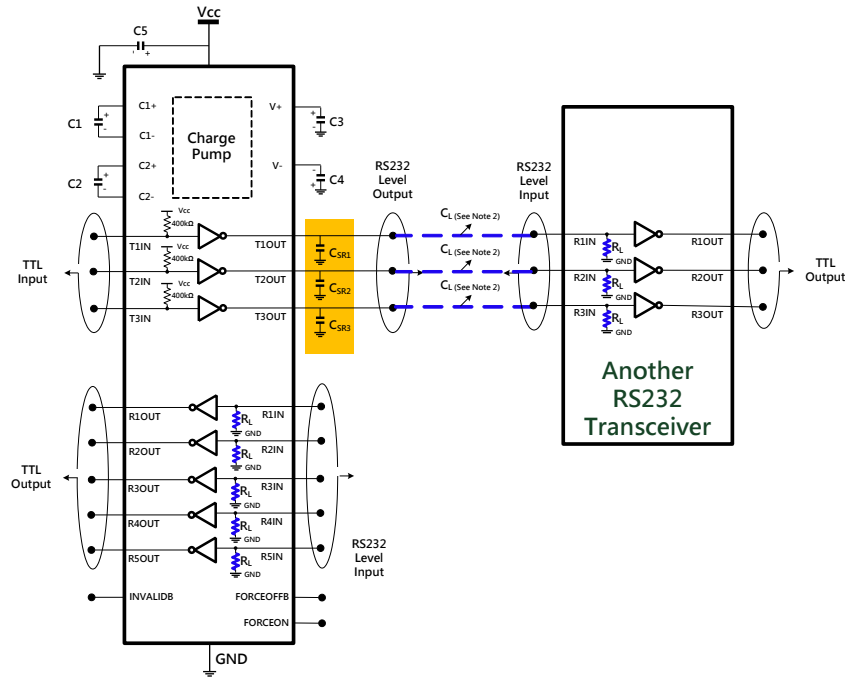 Vcc
C5
+
C1+
C1
+
-
C1-
Charge
Pump
V+
+
-
C3
C2+
C2
+
-
C2-
V-
-
+
C4
RS232
Level
Output
RS232
Level
Input
Vcc
400kΩ
T1IN
T1OUT
CSR1
CL (See Note 2)
R1IN
RL
GND
R1OUT
TTL
Input
Vcc
400kΩ
T2IN
T2OUT
CSR2
CL (See Note 2)
R2IN
RL
GND
R2OUT
TTL
Output
Vcc
400kΩ
T3IN
T3OUT
CSR3
CL (See Note 2)
R3IN
RL
GND
R3OUT
Another
RS232
Transceiver
R1OUT
RL
GND
R1IN
R2OUT
RL
GND
R2IN
TTL
Output
R3OUT
RL
GND
R3IN
R4OUT
RL
GND
R4IN
R5OUT
RL
GND
R5IN
RS232
Level
Input
INVALIDB
FORCEOFFB
FORCEON
GND